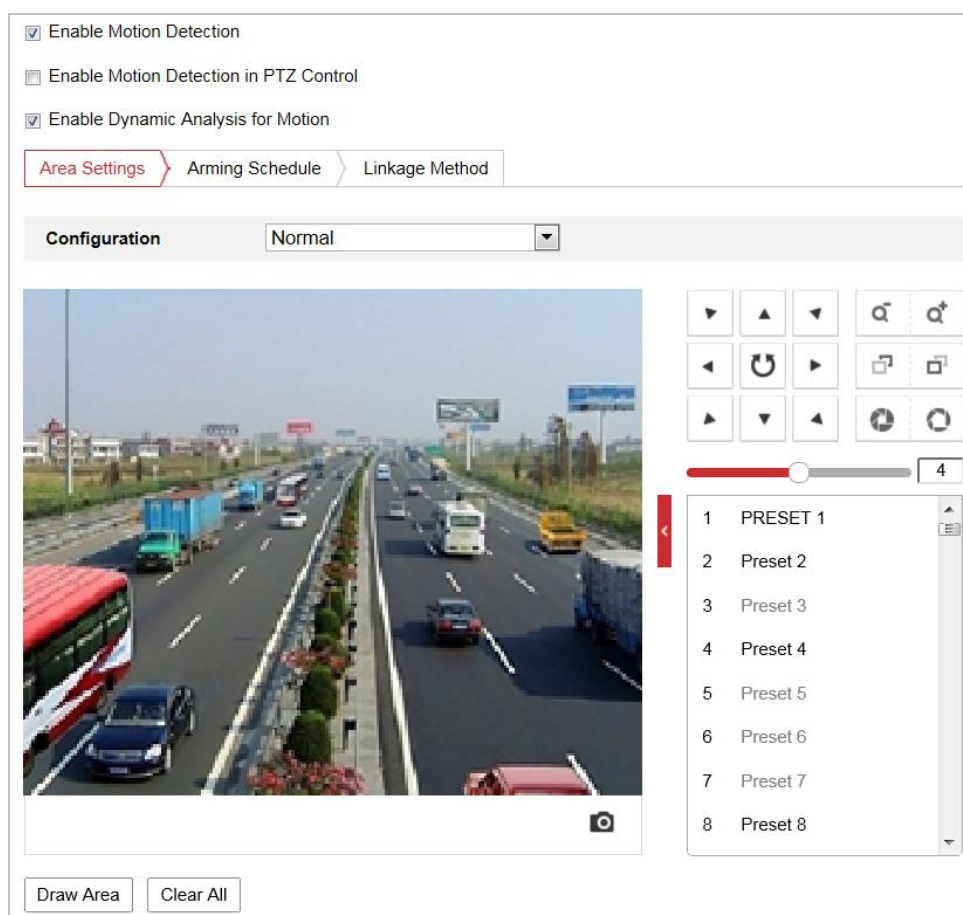 Enable Motion Detection
Enable Motion Detection in PTZ Control
Enable Dynamic Analysis for Motion
Area Settings Arming Schedule Linkage Method
Configuration Normal
4
1 PRESET 1
2 Preset 2
3 Preset 3
4 Preset 4
5 Preset 5
6 Preset 6
7 Preset 7
8 Preset 8
Draw Area Clear All